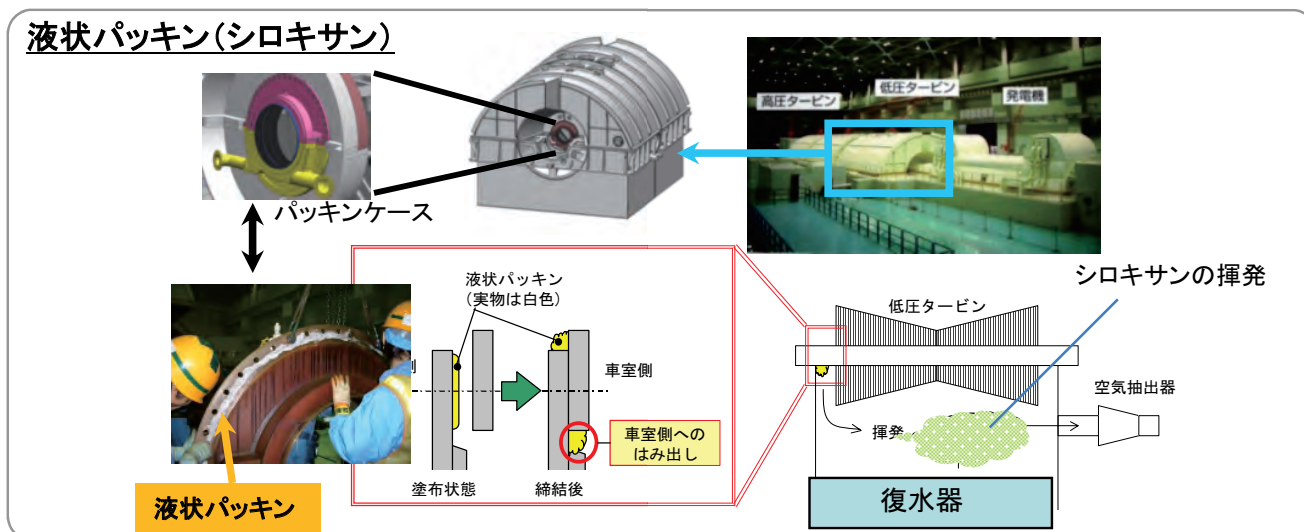 液状パッキン(シロキサン)
高圧タービン
低圧タービン
発電機
パッキンケース
液状パッキン
(実物は白色)
車室側
車室側への
はみ出し
塗布状態
締結後
液状パッキン
シロキサンの揮発
低圧タービン
揮発
空気抽出器
復水器